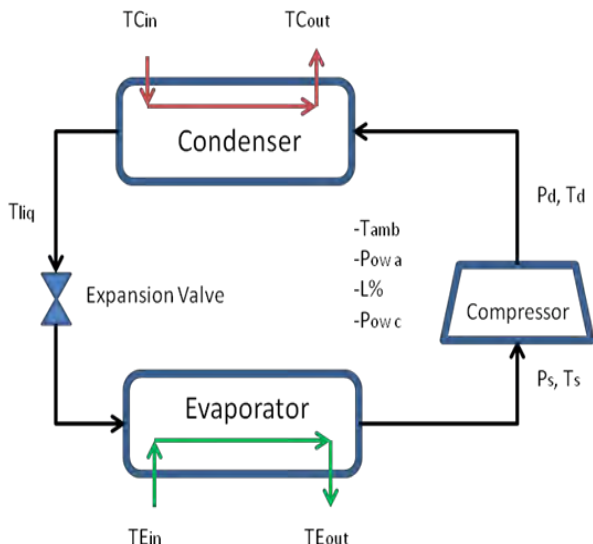 TCin TCout
Condenser
Tliq
Pd, Td
-Tamb
-Pow a
-L%
-Pow c
Expansion Valve
Compressor
Ps, Ts
Evaporator
TEin TEout